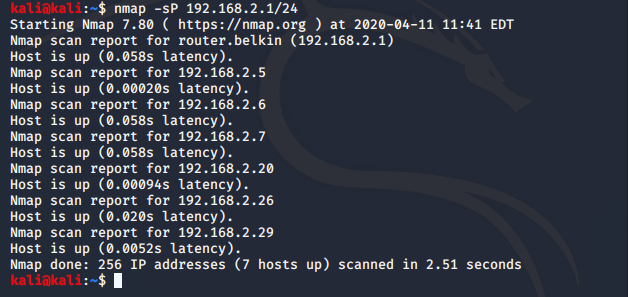 kali@kali:~$ nmap -sP 192.168.2.1/24
Starting Nmap 7.80 ( https://nmap.org ) at 2020-04-11 11:41 EDT
Nmap scan report for router.belkin (192.168.2.1)
Host is up (0.058s latency).
Nmap scan report for 192.168.2.5
Host is up (0.00020s latency).
Nmap scan report for 192.168.2.6
Host is up (0.058s latency).
Nmap scan report for 192.168.2.7
Host is up (0.058s latency).
Nmap scan report for 192.168.2.20
Host is up (0.00094s latency).
Nmap scan report for 192.168.2.26
Host is up (0.020s latency).
Nmap scan report for 192.168.2.29
Host is up (0.0052s latency).
Nmap done: 256 IP addresses (7 hosts up) scanned in 2.51 seconds
kali@kali:~$